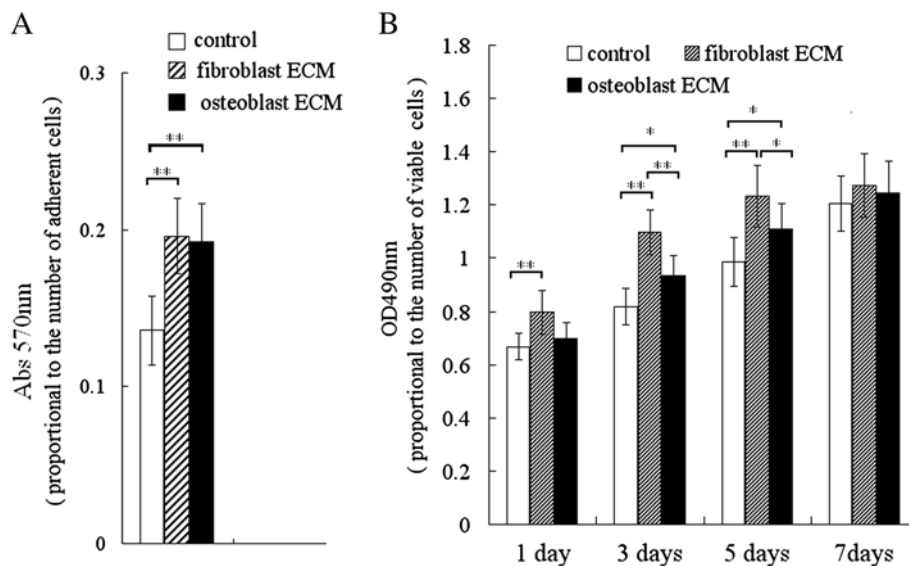 A
control
fibroblast ECM
osteoblast ECM
0.3
0.2
0.1
0
Abs 570nm
( proportional to the number of adherent cells)
**
**
B
control
fibroblast ECM
osteoblast ECM
1.8
1.6
1.4
1.2
1
0.8
0.6
0.4
0.2
0
OD490nm
( proportional to the number of viable cells)
**
*
**
**
*
**
*
1 day
3 days
5 days
7days